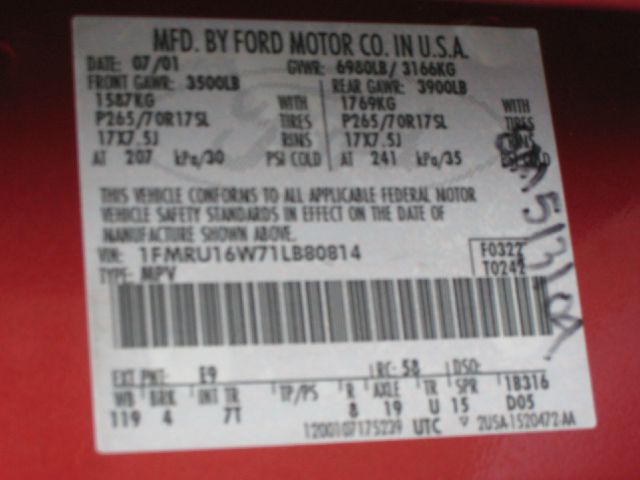 MFD. BY FORD MOTOR CO. IN U.S.A.
DATE: 07/01 GVWR: 6980LB/ 3166KG
FRONT GAWR: 3500LB REAR GAWR: 3900LB
1587KG WITH 1769KG WITH
P265/70R17SL TIRES P265/70R17SL TIRES
17X7.5J RIMS 17X7.5J RIMS
AT 207 kPa/30 PSI COLD AT 241 kPa/35 PSI COLD
THIS VEHICLE CONFORMS TO ALL APPLICABLE FEDERAL MOTOR
VEHICLE SAFETY STANDARDS IN EFFECT ON THE DATE OF
MANUFACTURE SHOWN ABOVE.
VIN: 1FMRU16W71LB80814 F0322
TYPE: MPV T0242
EXT PNT: E9 RC: 58 DSO:
WB BRK INT TR TP/PS R AXLE TR SPR 1B316
119 4 7T 8 19 U 15 D05
1200107175239 UTC 2USA-1520472-AA